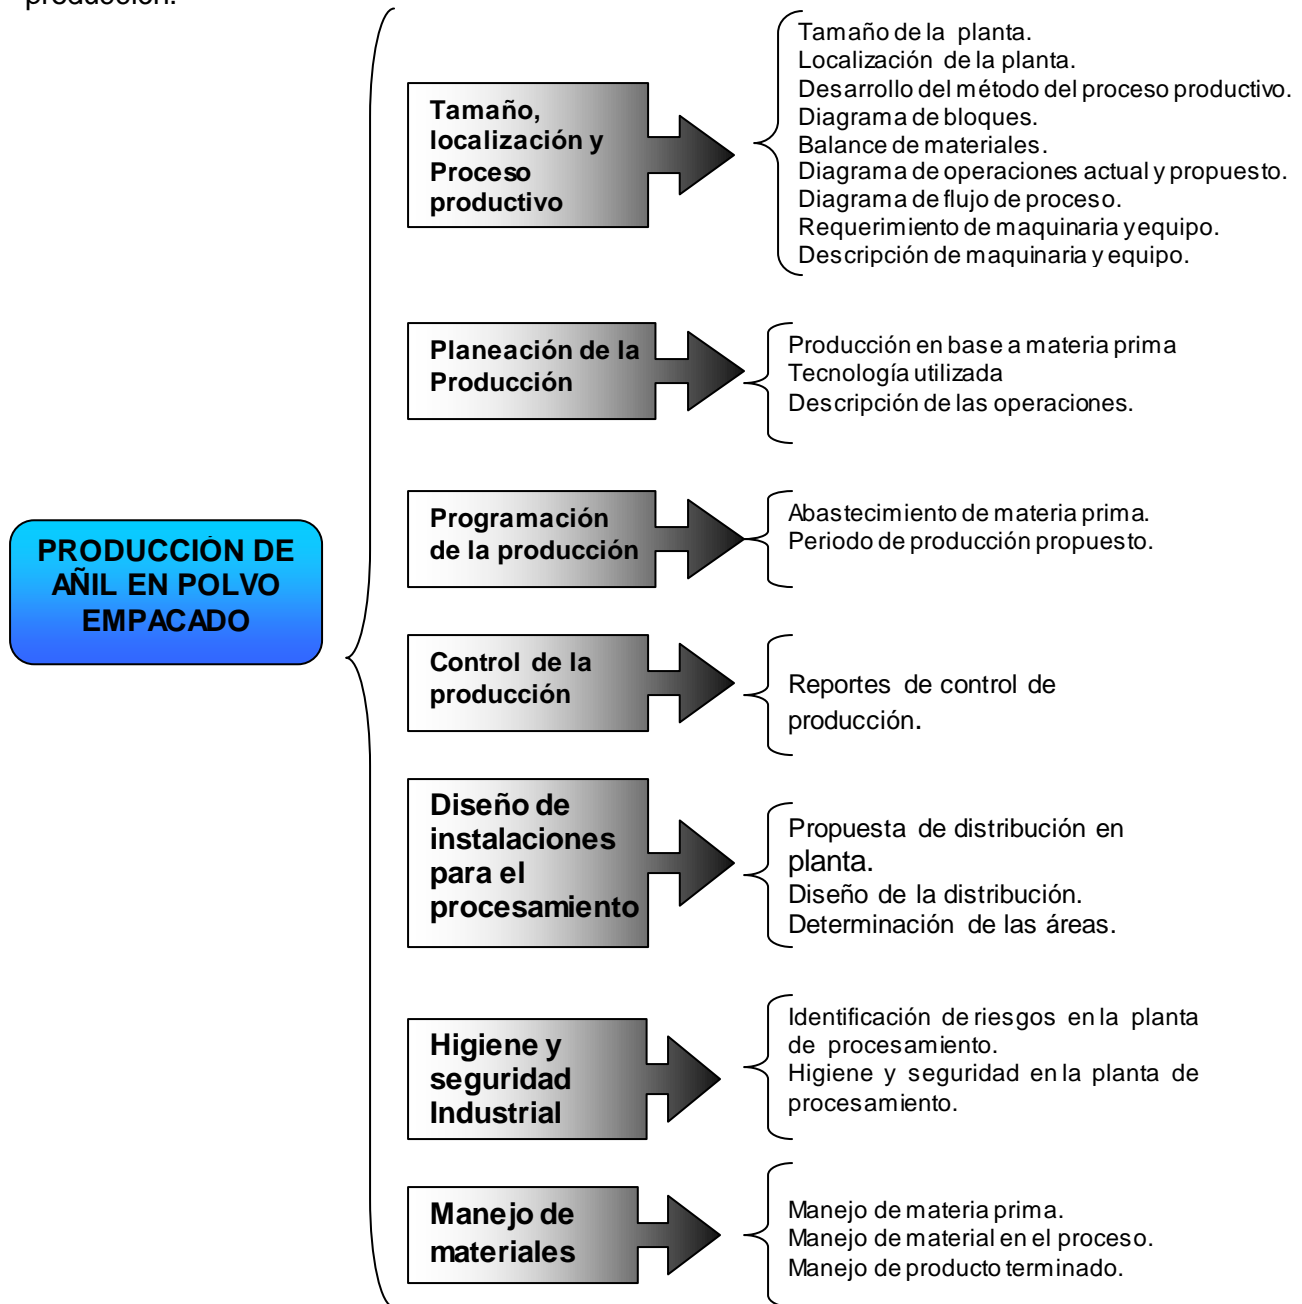 producción.
Tamaño de la planta.
Localización de la planta.
Desarrollo del método del proceso productivo.
Diagrama de bloques.
Balance de materiales.
Diagrama de operaciones actual y propuesto.
Diagrama de flujo de proceso.
Requerimiento de maquinaria y equipo.
Descripción de maquinaria y equipo.
Tamaño,
localización y
Proceso
productivo
Planeación de la
Producción
Producción en base a materia prima
Tecnología utilizada
Descripción de las operaciones.
Programación
de la producción
Abastecimiento de materia prima.
Periodo de producción propuesto.
PRODUCCIÓN DE
AÑIL EN POLVO
EMPACADO
Control de la
producción
Reportes de control de
producción.
Diseño de
instalaciones
para el
procesamiento
Propuesta de distribución en
planta.
Diseño de la distribución.
Determinación de las áreas.
Higiene y
seguridad
Industrial
Identificación de riesgos en la planta
de procesamiento.
Higiene y seguridad en la planta de
procesamiento.
Manejo de
materiales
Manejo de materia prima.
Manejo de material en el proceso.
Manejo de producto terminado.